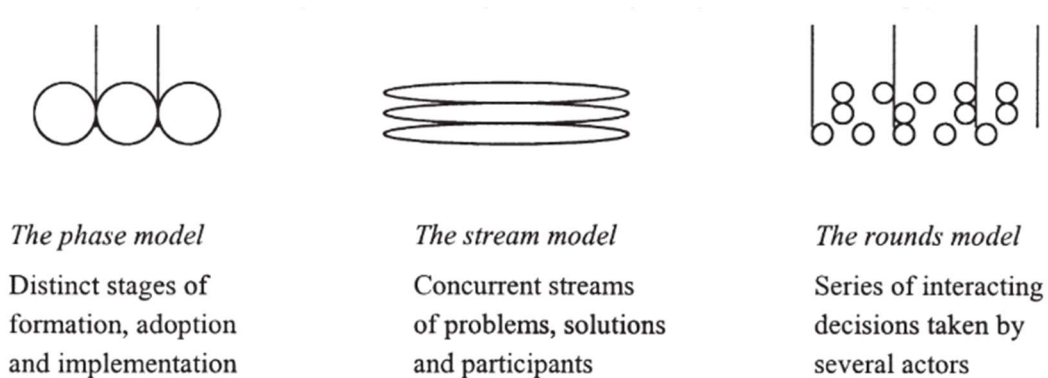 The phase model
Distinct stages of
formation, adoption
and implementation
The stream model
Concurrent streams
of problems, solutions
and participants
The rounds model
Series of interacting
decisions taken by
several actors